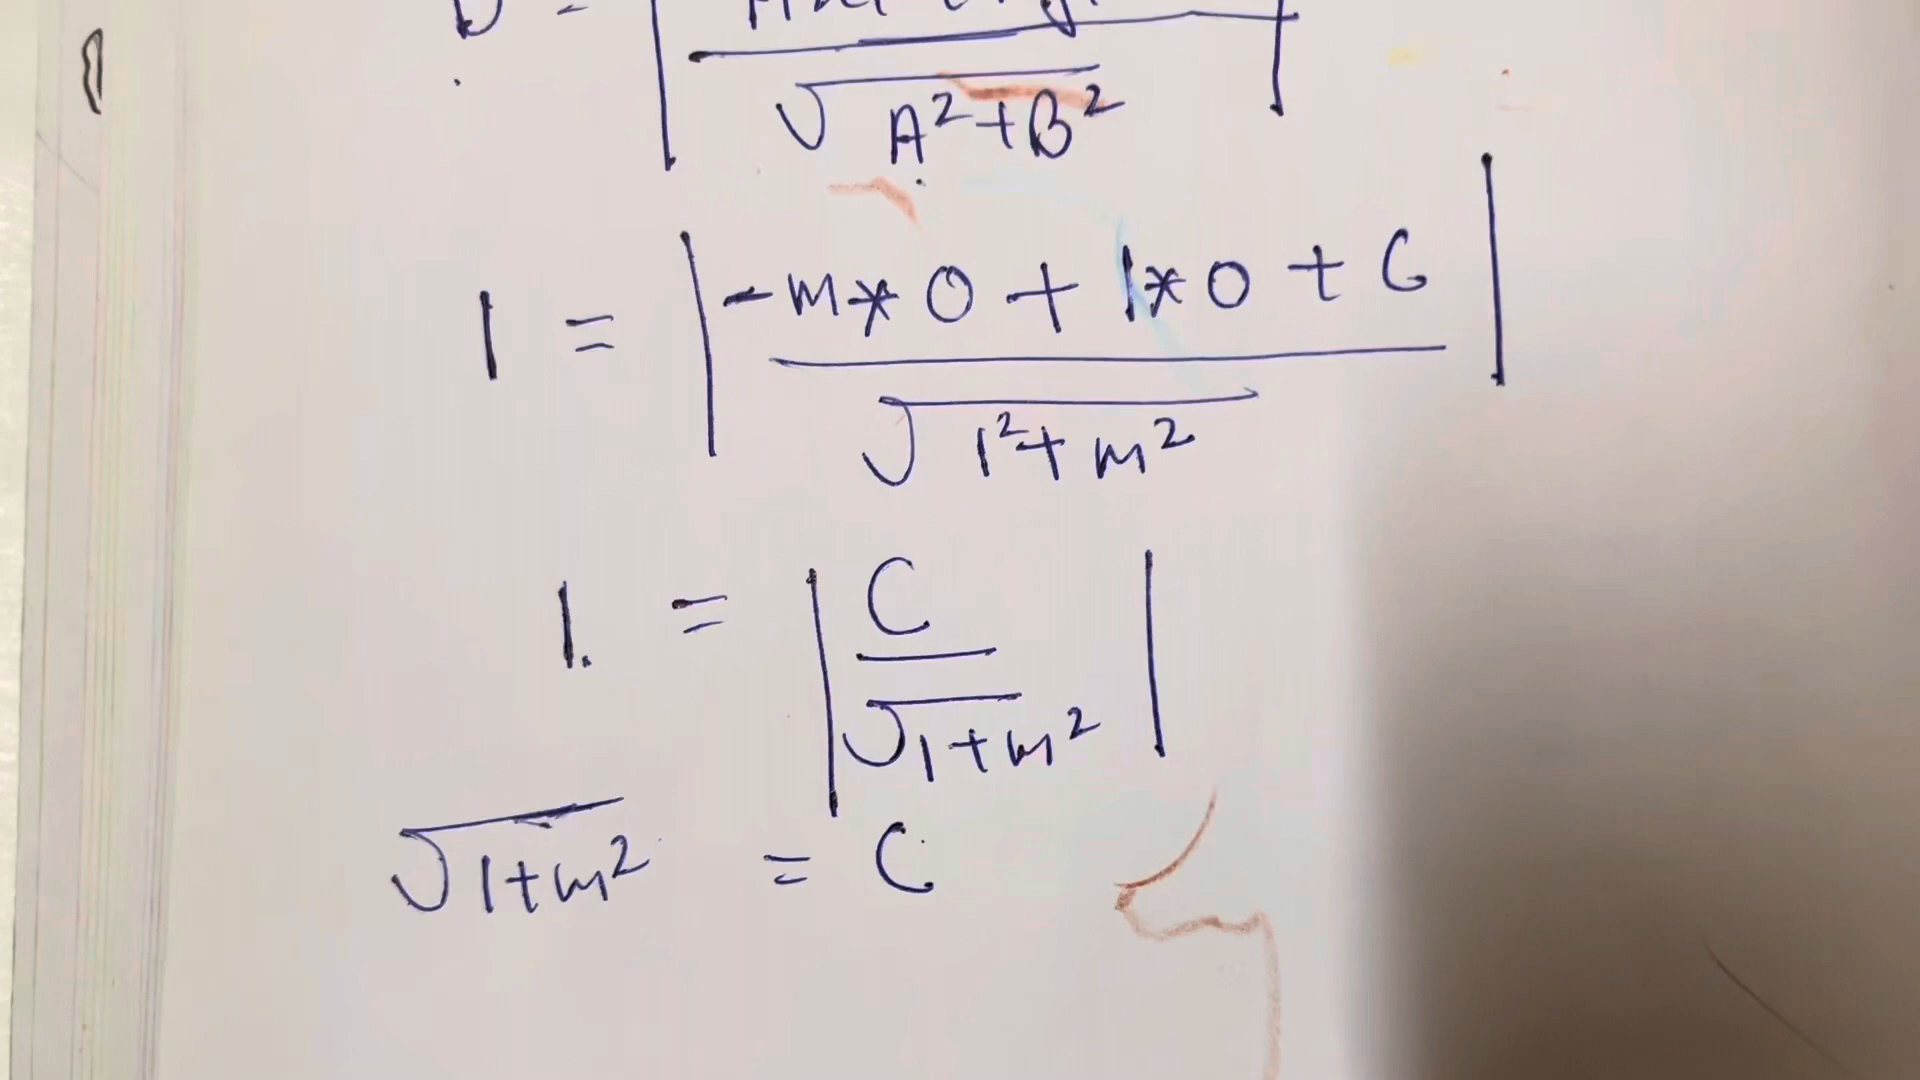 D = | / √A²+B² |
1 = | -m*0 + 1*0 + C / √1²+m² |
1. = | C / √1+m² |
√1+m² = C